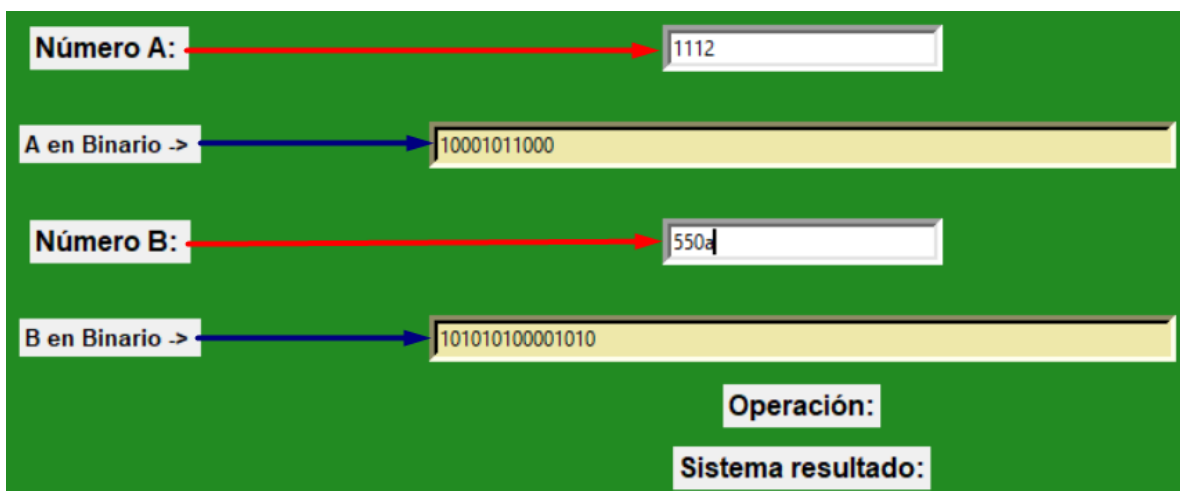 Número A: 1112
A en Binario -> 10001011000
Número B: 550a
B en Binario -> 101010100001010
Operación:
Sistema resultado: